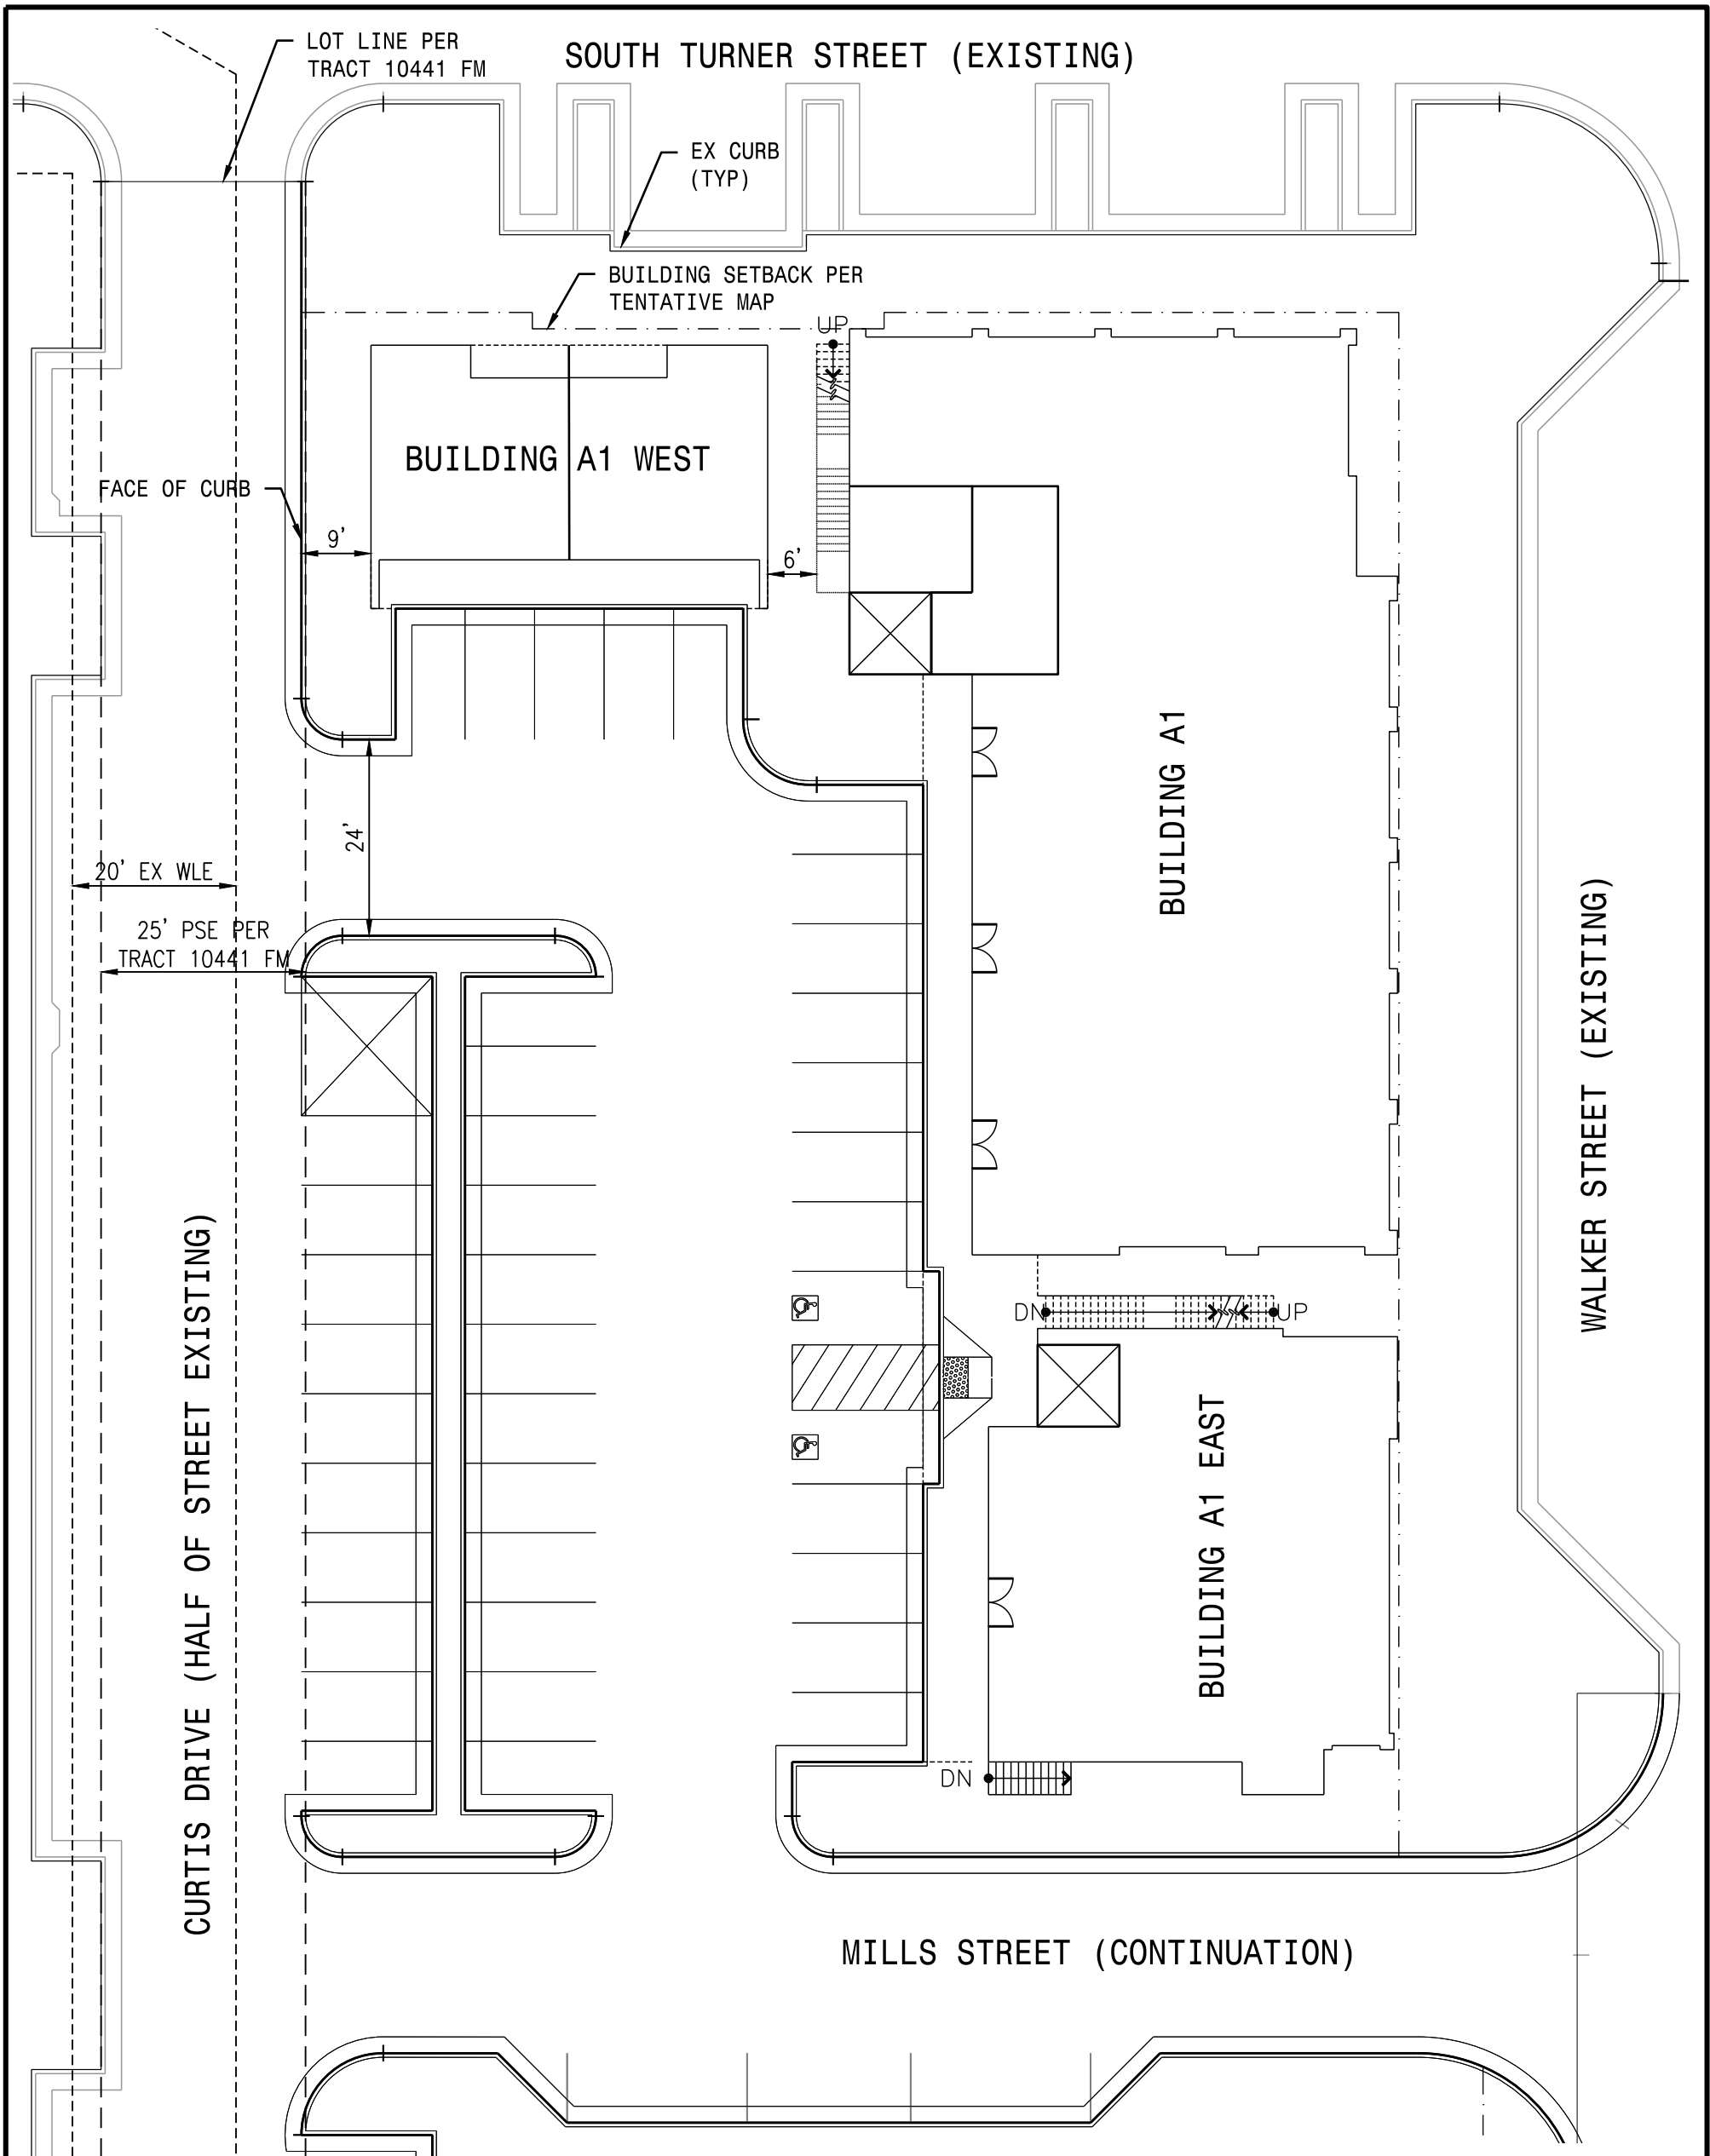 LOT LINE PER
TRACT 10441 FM
SOUTH TURNER STREET (EXISTING)
EX CURB
(TYP)
BUILDING SETBACK PER
TENTATIVE MAP
UP
BUILDING A1 WEST
FACE OF CURB
9'
6'
24'
BUILDING A1
20' EX WLE
25' PSE PER
TRACT 10441 FM
WALKER STREET (EXISTING)
CURTIS DRIVE (HALF OF STREET EXISTING)
DN
UP
BUILDING A1 EAST
DN
MILLS STREET (CONTINUATION)